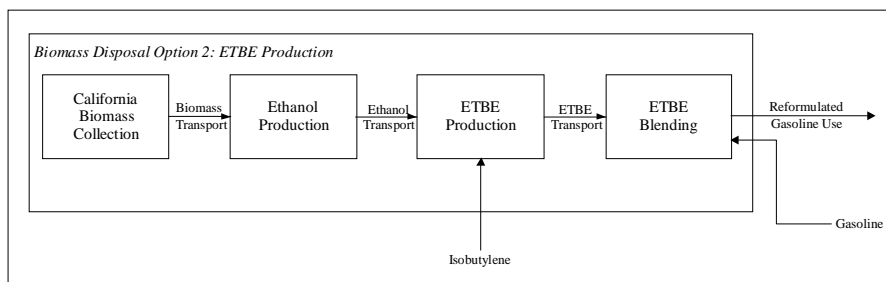 Biomass Disposal Option 2: ETBE Production
California
Biomass
Collection
Biomass
Transport
Ethanol
Production
Ethanol
Transport
ETBE
Production
ETBE
Transport
ETBE
Blending
Reformulated
Gasoline Use
Gasoline
Isobutylene